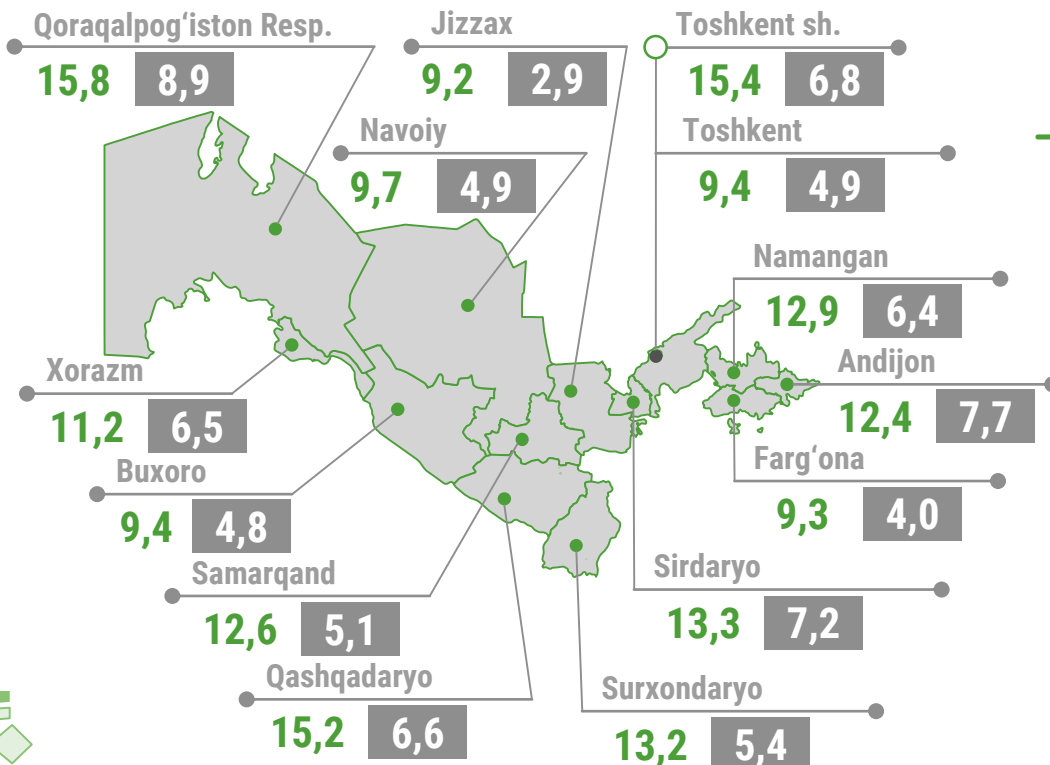 Qoraqalpog‘iston Resp.
15,8 8,9
Jizzax
9,2 2,9
Toshkent sh.
15,4 6,8
Navoiy
9,7 4,9
Toshkent
9,4 4,9
Namangan
12,9 6,4
Xorazm
11,2 6,5
Andijon
12,4 7,7
Buxoro
9,4 4,8
Farg‘ona
9,3 4,0
Samarqand
12,6 5,1
Sirdaryo
13,3 7,2
Qashqadaryo
15,2 6,6
Surxondaryo
13,2 5,4